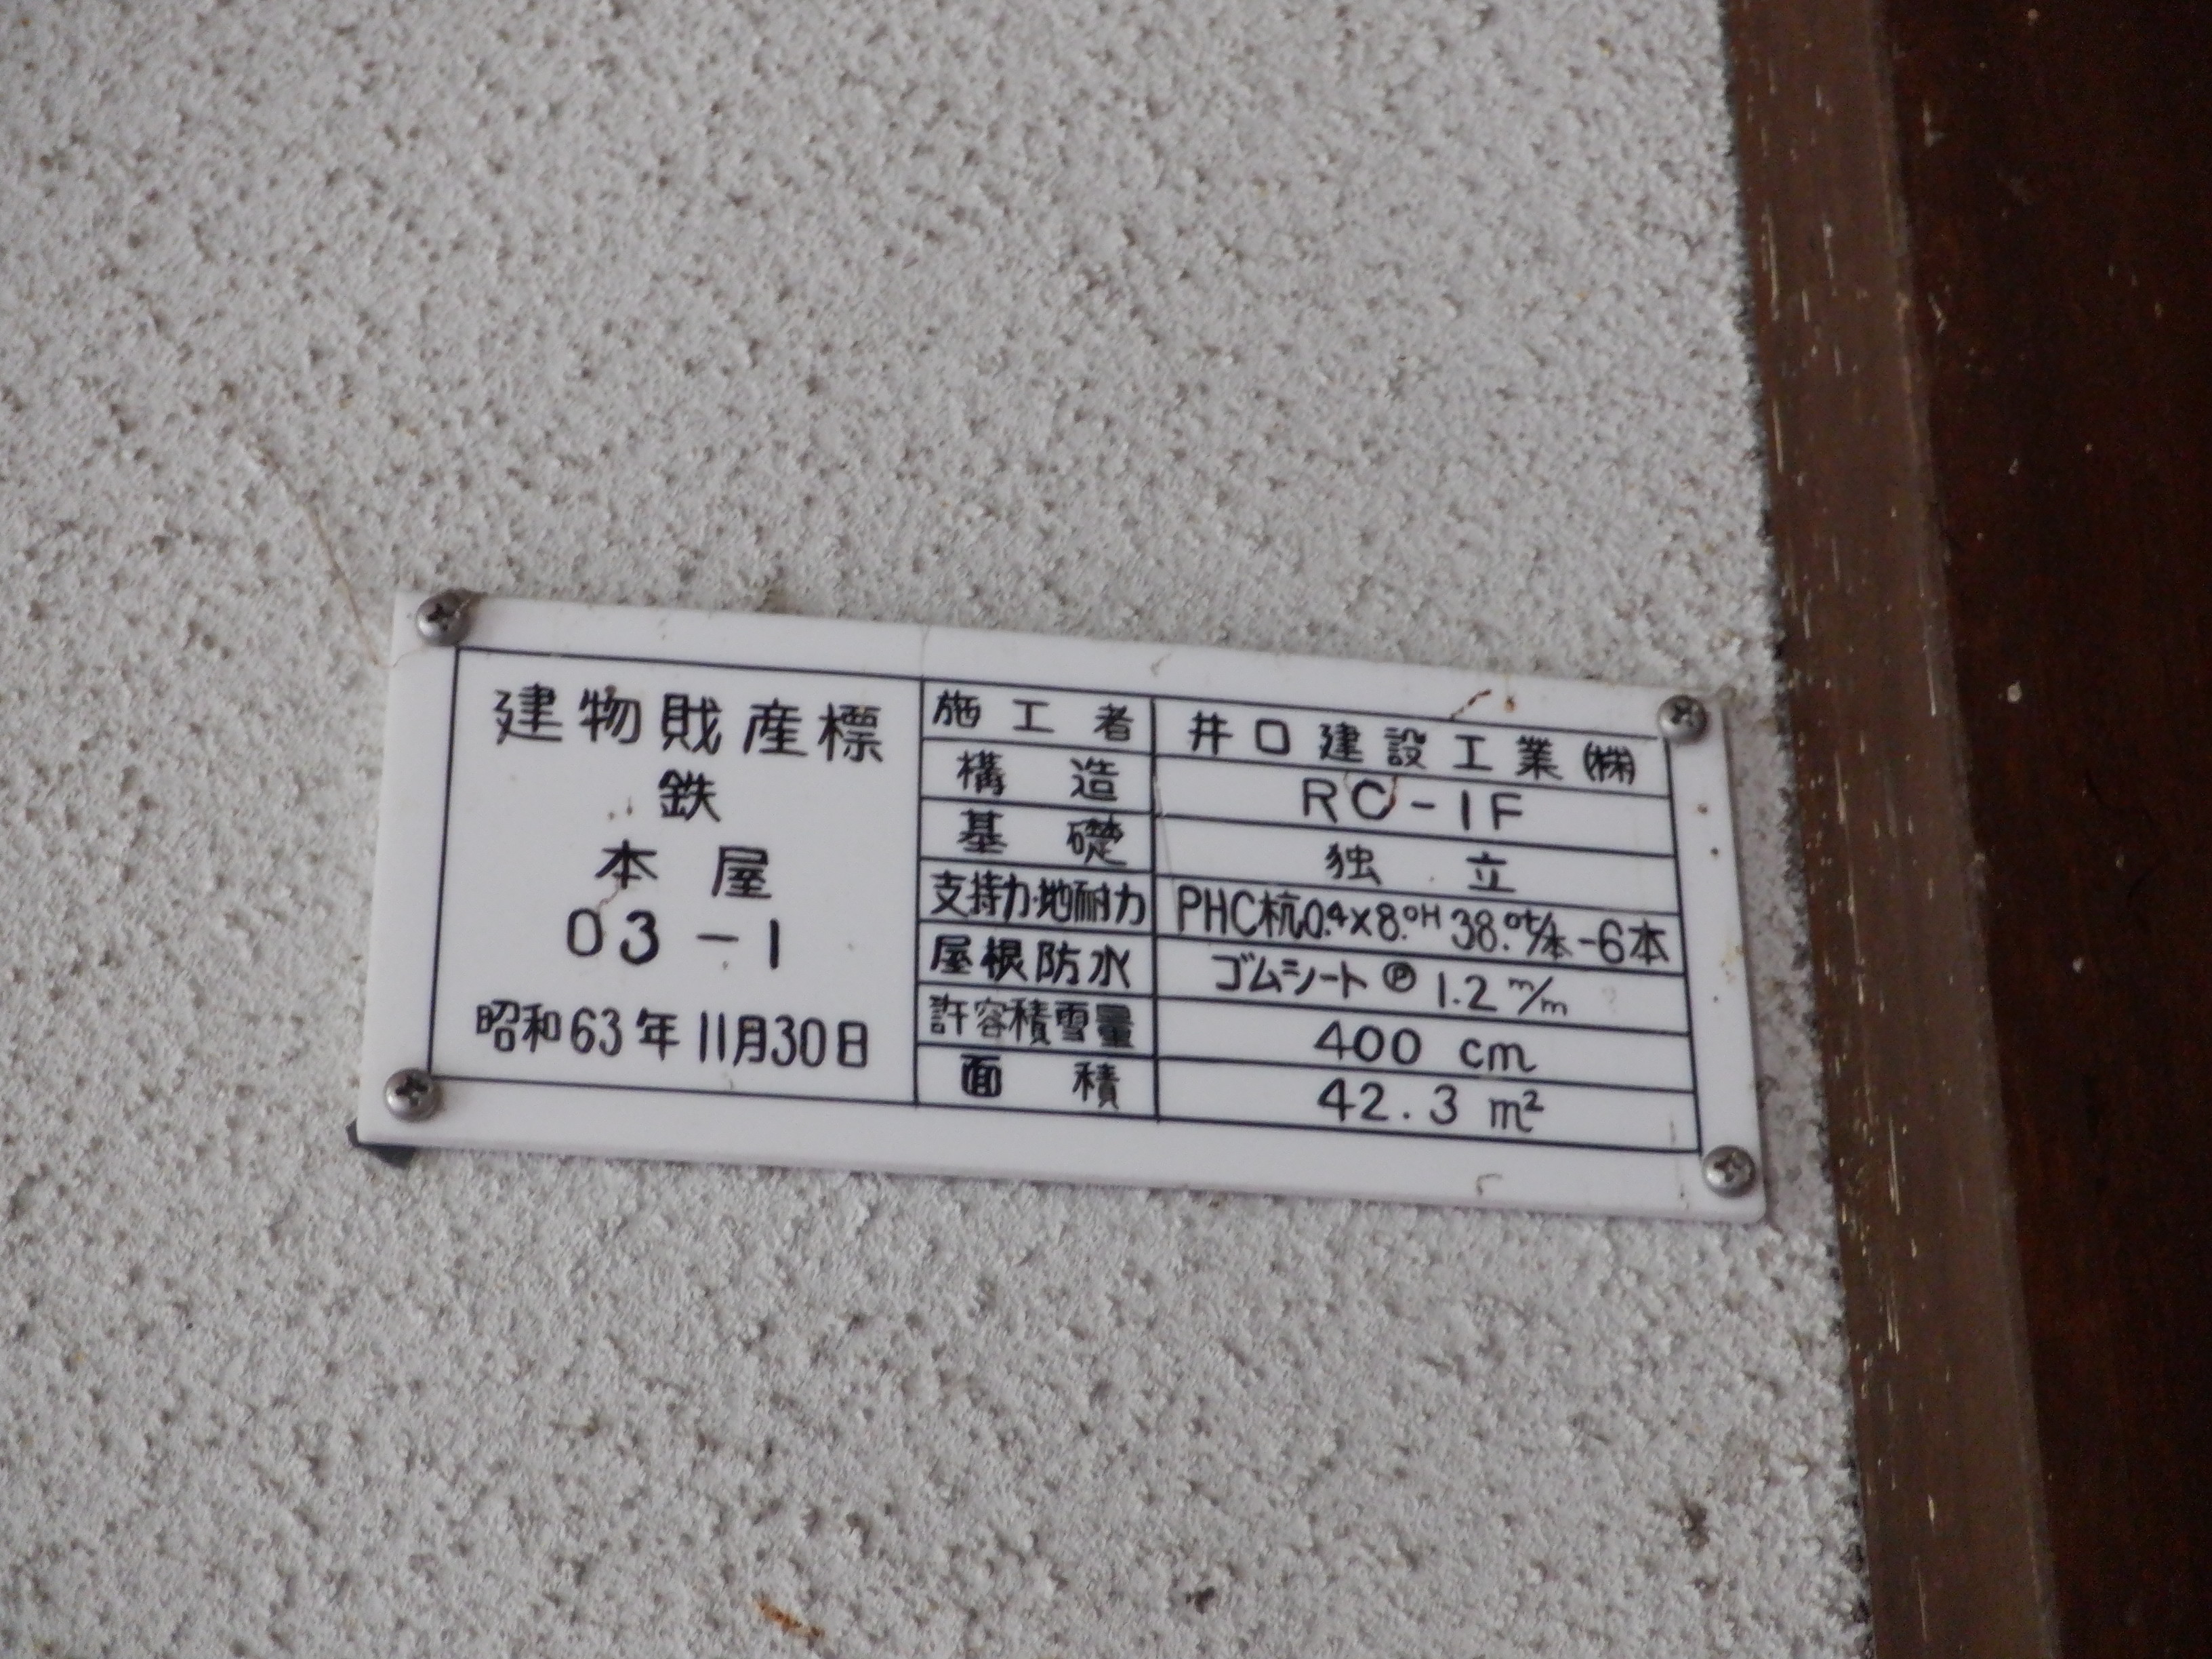 建物財産標
鉄
本屋
03-1
昭和63年11月30日
施工者 井口建設工業㈱
構造 RC-1F
基礎 独立
支持力・地耐力 PHC杭0.4×8.0H 38.0t/本-6本
屋根防水 ゴムシート Ⓟ 1.2 m/m
許容積雪量 400 cm
面積 42.3 m²